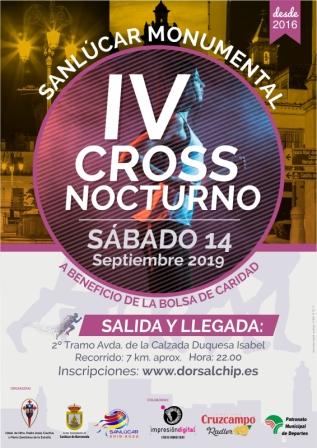 desde
2016
SANLÚCAR MONUMENTAL
IV
CROSS
NOCTURNO
SÁBADO 14
Septiembre 2019
A BENEFICIO DE LA BOLSA DE CARIDAD
SALIDA Y LLEGADA:
2º Tramo Avda. de la Calzada Duquesa Isabel
Recorrido: 7 km. aprox. Hora: 22.00
Inscripciones: www.dorsalchip.es
SANLÚCAR
impresióndigital
Cruzcampo
Radler
Patronato
Municipal
de Deportes